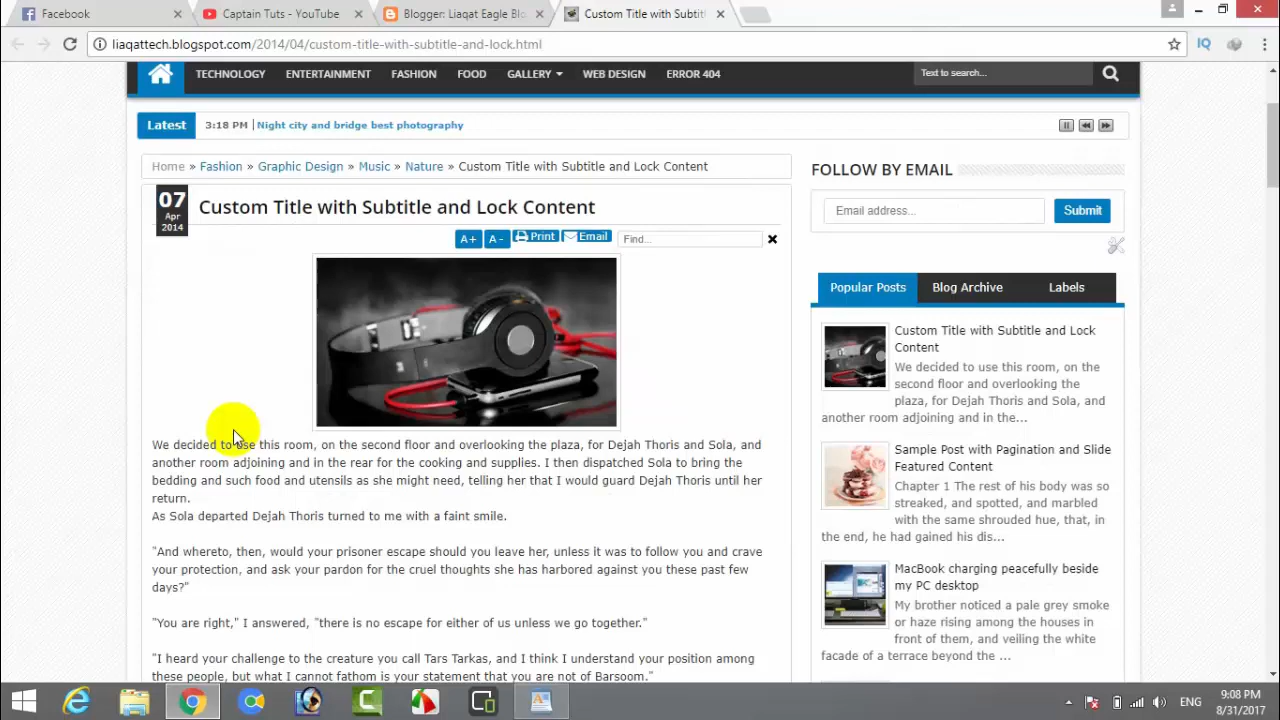 Facebook
Captain Tuts - YouTube
Blogger: Liaqat Eagle Blo
Custom Title with Subtit
liaqattech.blogspot.com/2014/04/custom-title-with-subtitle-and-lock.html
IQ
TECHNOLOGY ENTERTAINMENT FASHION FOOD GALLERY WEB DESIGN ERROR 404
Text to search...
Latest
3:18 PM Night city and bridge best photography
Home » Fashion » Graphic Design » Music » Nature » Custom Title with Subtitle and Lock Content
07
Apr
2014
Custom Title with Subtitle and Lock Content
A+ A- Print Email Find...
We decided to use this room, on the second floor and overlooking the plaza, for Dejah Thoris and Sola, and
another room adjoining and in the rear for the cooking and supplies. I then dispatched Sola to bring the
bedding and such food and utensils as she might need, telling her that I would guard Dejah Thoris until her
return.
As Sola departed Dejah Thoris turned to me with a faint smile.
"And whereto, then, would your prisoner escape should you leave her, unless it was to follow you and crave
your protection, and ask your pardon for the cruel thoughts she has harbored against you these past few
days?"
"You are right," I answered, "there is no escape for either of us unless we go together."
"I heard your challenge to the creature you call Tars Tarkas, and I think I understand your position among
these people, but what I cannot fathom is your statement that you are not of Barsoom."
FOLLOW BY EMAIL
Email address...
Submit
Popular Posts Blog Archive Labels
Custom Title with Subtitle and Lock
Content
We decided to use this room, on the
second floor and overlooking the
plaza, for Dejah Thoris and Sola, and
another room adjoining and in the...
Sample Post with Pagination and Slide
Featured Content
Chapter 1 The rest of his body was so
streaked, and spotted, and marbled
with the same shrouded hue, that, in
the end, he had gained his dis...
MacBook charging peacefully beside
my PC desktop
My brother noticed a pale grey smoke
or haze rising among the houses in
front of them, and veiling the white
facade of a terrace beyond the ...
ENG
9:08 PM
8/31/2017